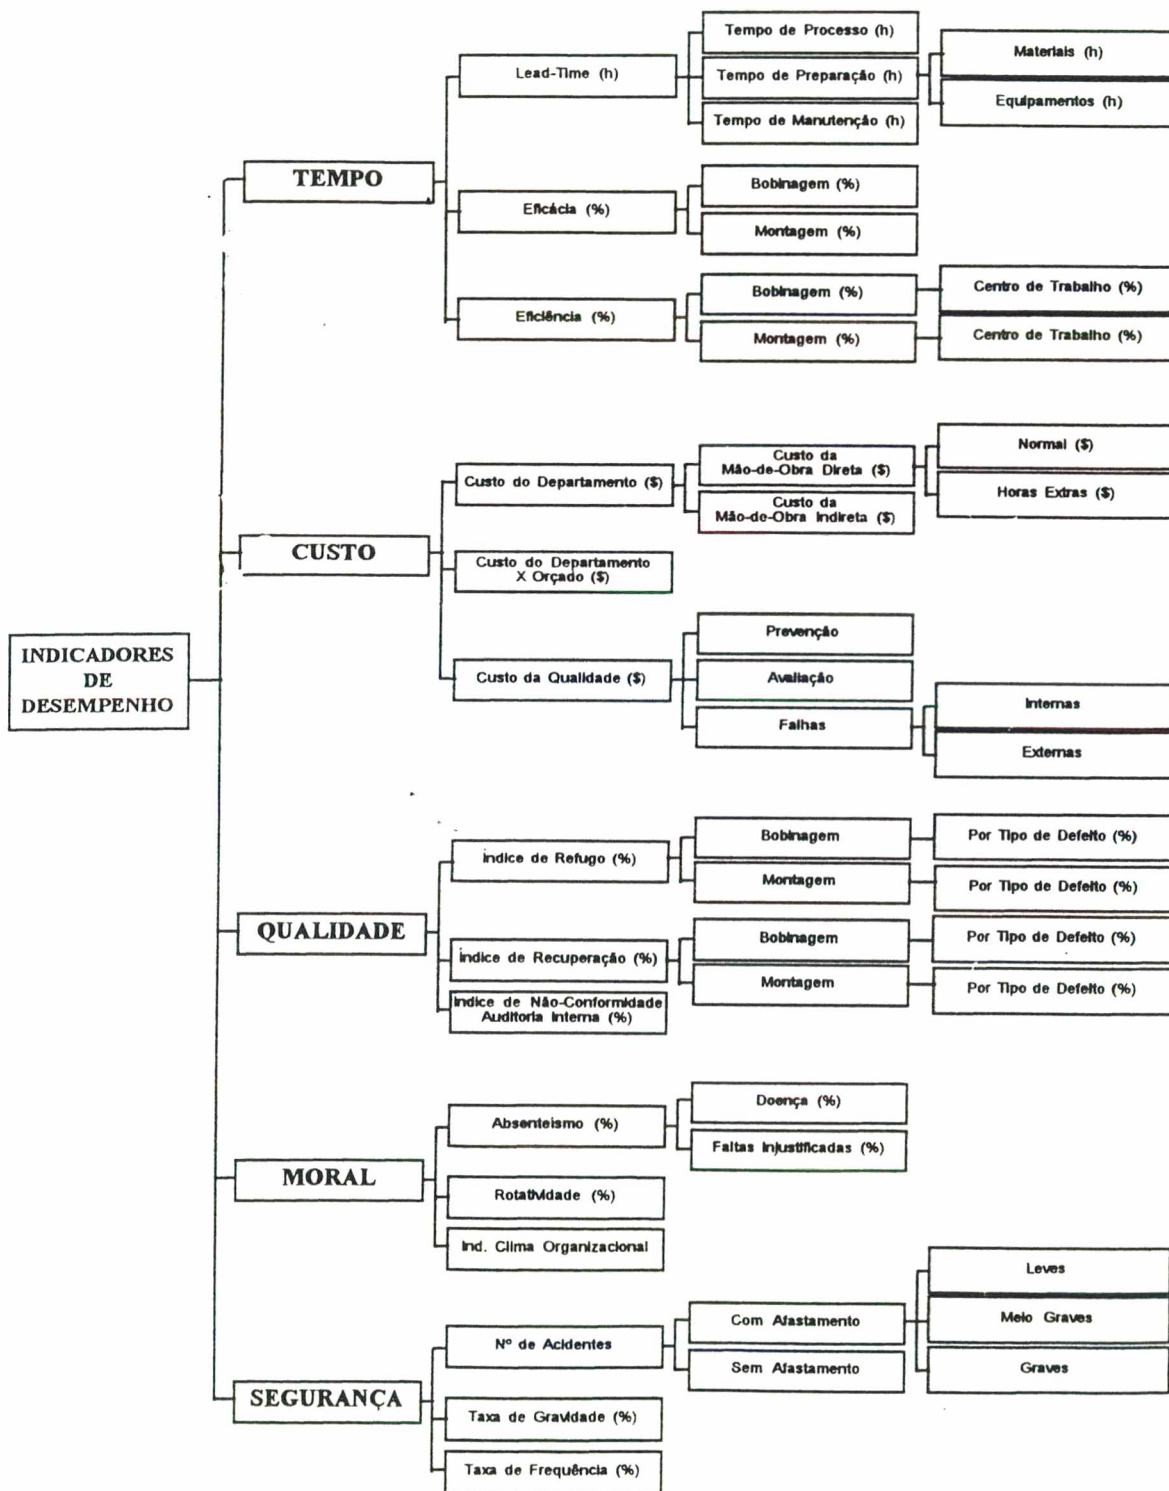 INDICADORES
DE
DESEMPENHO
TEMPO
Lead-Time (h)
Tempo de Processo (h)
Tempo de Preparação (h)
Materiais (h)
Equipamentos (h)
Tempo de Manutenção (h)
Eficácia (%)
Bobinagem (%)
Montagem (%)
Eficiência (%)
Bobinagem (%)
Centro de Trabalho (%)
Montagem (%)
Centro de Trabalho (%)
CUSTO
Custo do Departamento ($)
Custo da
Mão-de-Obra Direta ($)
Normal ($)
Horas Extras ($)
Custo da
Mão-de-Obra Indireta ($)
Custo do Departamento
X Orçado ($)
Custo da Qualidade ($)
Prevenção
Avaliação
Falhas
Internas
Externas
QUALIDADE
Índice de Refugo (%)
Bobinagem
Por Tipo de Defeito (%)
Montagem
Por Tipo de Defeito (%)
Índice de Recuperação (%)
Bobinagem
Por Tipo de Defeito (%)
Montagem
Por Tipo de Defeito (%)
Índice de Não-Conformidade
Auditoria Interna (%)
MORAL
Absenteísmo (%)
Doença (%)
Faltas Injustificadas (%)
Rotatividade (%)
Ind. Clima Organizacional
SEGURANÇA
Nº de Acidentes
Com Afastamento
Leves
Meio Graves
Graves
Sem Afastamento
Taxa de Gravidade (%)
Taxa de Frequência (%)